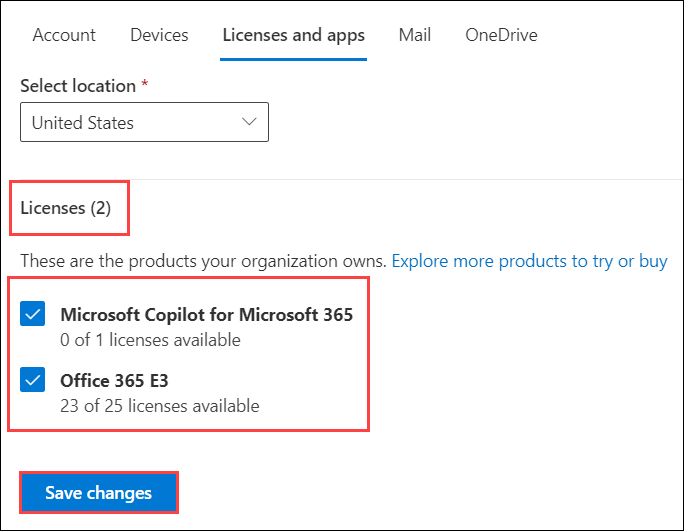 Account Devices Licenses and apps Mail OneDrive
Select location *
United States
Licenses (2)
These are the products your organization owns. Explore more products to try or buy
Microsoft Copilot for Microsoft 365
0 of 1 licenses available
Office 365 E3
23 of 25 licenses available
Save changes